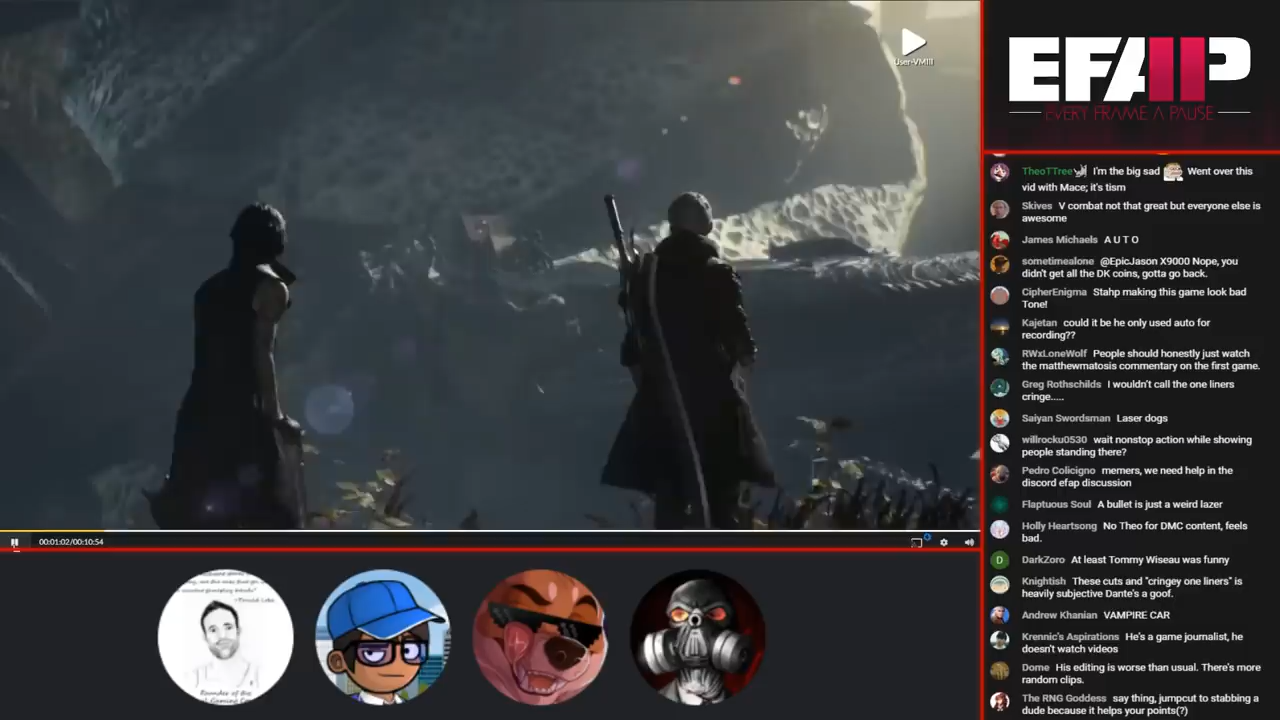 User-VM111
EFAP
EVERY FRAME A PAUSE
TheoTTree I'm the big sad Went over this
vid with Mace; it's tism
Skives V combat not that great but everyone else is
awesome
James Michaels A U T O
sometimealone @EpicJason X9000 Nope, you
didn't get all the DK coins, gotta go back.
CipherEnigma Stahp making this game look bad
Tone!
Kajetan could it be he only used auto for
recording??
RWxLoneWolf People should honestly just watch
the matthewmatosis commentary on the first game.
Greg Rothschilds I wouldn't call the one liners
cringe.....
Saiyan Swordsman Laser dogs
willrocku0530 wait nonstop action while showing
people standing there?
Pedro Colicigno memers, we need help in the
discord efap discussion
Flaptuous Soul A bullet is just a weird lazer
Holly Heartsong No Theo for DMC content, feels
bad.
D
DarkZoro At least Tommy Wiseau was funny
Knightish These cuts and "cringey one liners" is
heavily subjective Dante's a goof.
Andrew Khanian VAMPIRE CAR
Krennic's Aspirations He's a game journalist, he
doesn't watch videos
Dome His editing is worse than usual. There's more
random clips.
The RNG Goddess say thing, jumpcut to stabbing a
dude because it helps your points(?)
00:01:02/00:10:54